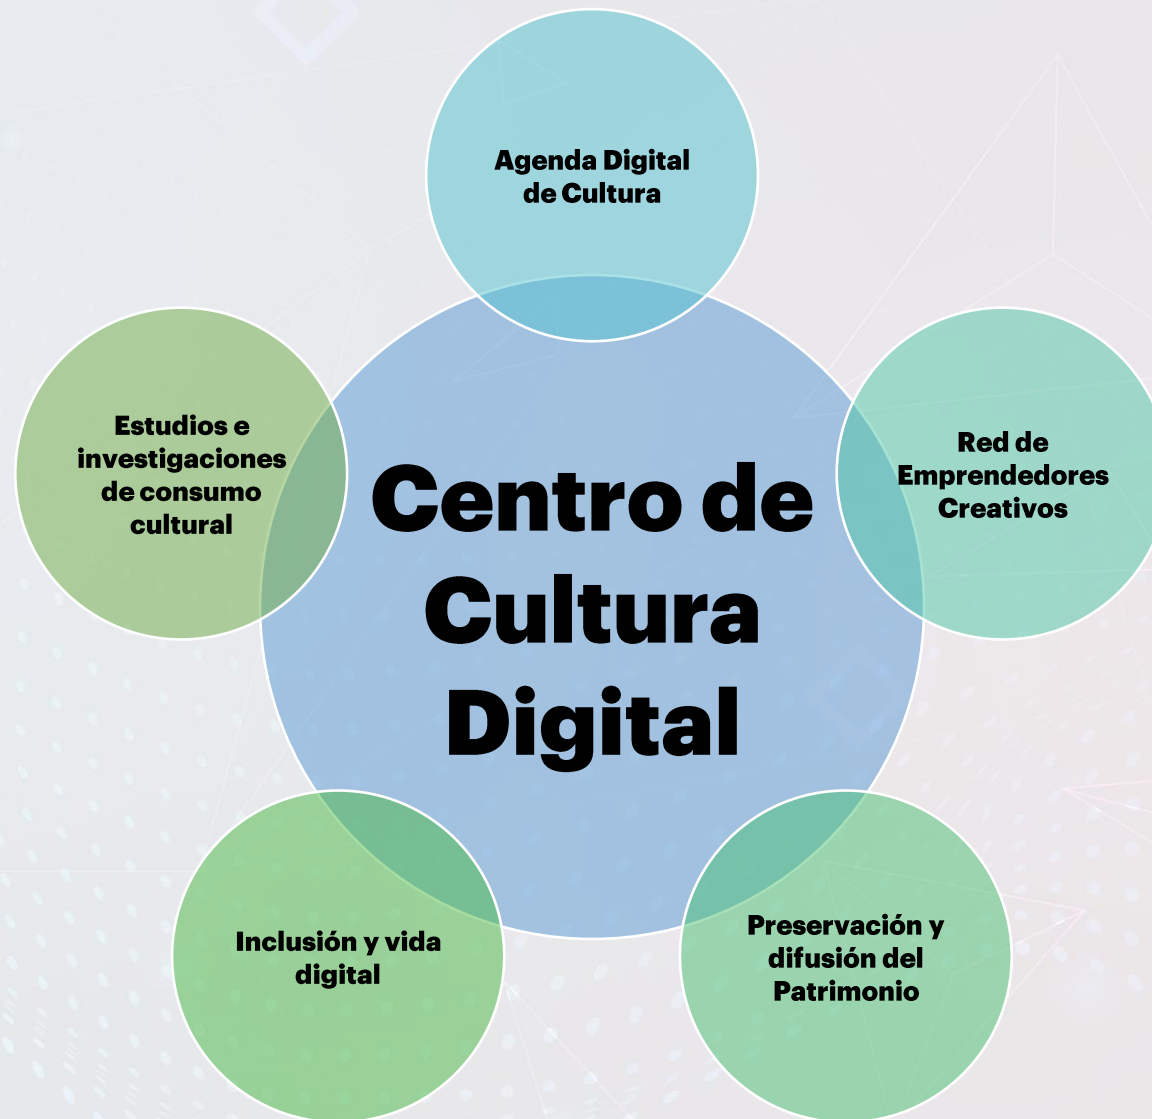 Agenda Digital
de Cultura
Estudios e
investigaciones
de consumo
cultural
Red de
Emprendedores
Creativos
Centro de
Cultura
Digital
Inclusión y vida
digital
Preservación y
difusión del
Patrimonio